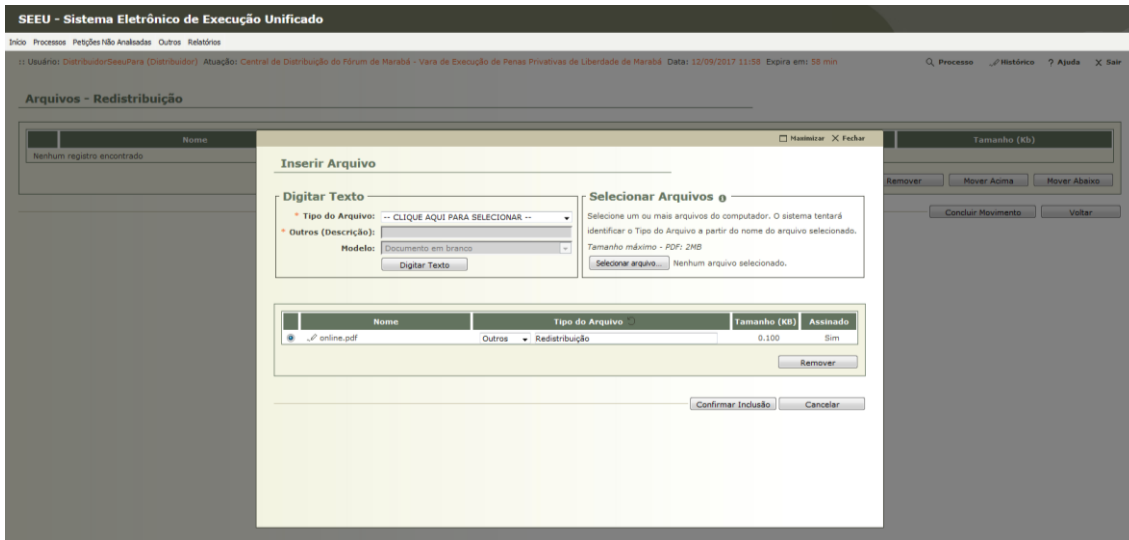 SEEU - Sistema Eletrônico de Execução Unificado
Início Processos Petições Não Analisadas Outros Relatórios
:: Usuário: DistribuidorSeeuPara (Distribuidor) Atuação: Central de Distribuição do Fórum de Marabá - Vara de Execução de Penas Privativas de Liberdade de Marabá Data: 12/09/2017 11:58 Expira em: 58 min
Processo Histórico ? Ajuda X Sair
Arquivos - Redistribuição
Nome Tamanho (Kb)
Nenhum registro encontrado
Remover Mover Acima Mover Abaixo
Concluir Movimento Voltar
Maximizar X Fechar
Inserir Arquivo
Digitar Texto
* Tipo do Arquivo: -- CLIQUE AQUI PARA SELECIONAR --
* Outros (Descrição):
Modelo: Documento em branco
Digitar Texto
Selecionar Arquivos
Selecione um ou mais arquivos do computador. O sistema tentará
identificar o Tipo do Arquivo a partir do nome do arquivo selecionado.
Tamanho máximo - PDF: 2MB
Selecionar arquivo... Nenhum arquivo selecionado.
Nome Tipo do Arquivo Tamanho (KB) Assinado
online.pdf Outros Redistribuição 0.100 Sim
Remover
Confirmar Inclusão Cancelar